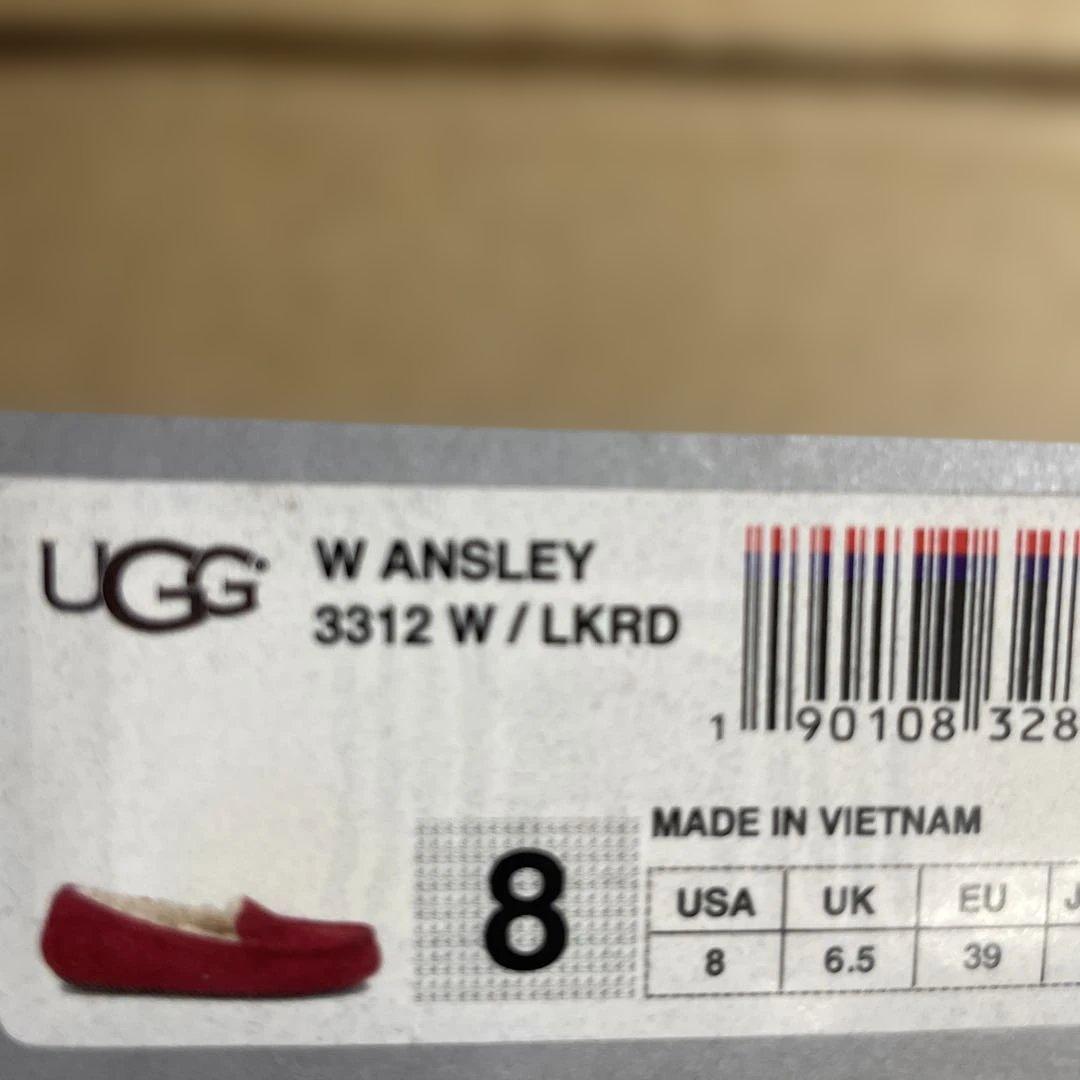 UGG
W ANSLEY
3312 W / LKRD
1 90108 328
MADE IN VIETNAM
8
USA UK EU J
8 6.5 39